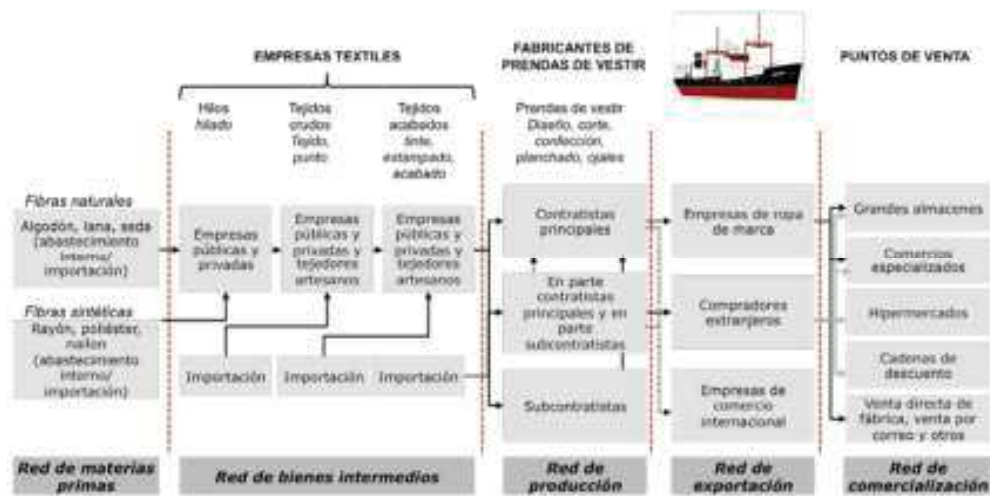 EMPRESAS TEXTILES
FABRICANTES DE
PRENDAS DE VESTIR
PUNTOS DE VENTA
Hilos
hilado
Tejidos
crudos
Tejido,
punto
Tejidos
acabados
tinte,
estampado,
acabado
Prendas de vestir
Diseño, corte,
confección,
planchado, ojales
Fibras naturales
Algodón, lana, seda
(abastecimiento
interno/
importación)
Empresas
públicas y
privadas
Empresas
públicas y
privadas y
tejedores
artesanos
Empresas
públicas y
privadas y
tejedores
artesanos
Contratistas
principales
Empresas de ropa
de marca
Grandes almacenes
Comercios
especializados
Fibras sintéticas
Rayón, poliéster,
nailon
(abastecimiento
interno/
importación)
Importación
Importación
Importación
En parte
contratistas
principales y en
parte
subcontratistas
Compradores
extranjeros
Hipermercados
Cadenas de
descuento
Subcontratistas
Empresas de
comercio
internacional
Venta directa de
fábrica, venta por
correo y otros
Red de materias
primas
Red de bienes intermedios
Red de
producción
Red de
exportación
Red de
comercialización